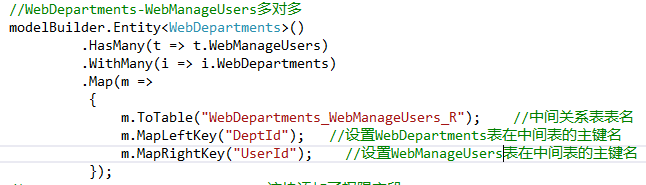 //WebDepartments-WebManageUsers多对多
modelBuilder.Entity<WebDepartments>()
.HasMany(t => t.WebManageUsers)
.WithMany(i => i.WebDepartments)
.Map(m =>
{
m.ToTable("WebDepartments_WebManageUsers_R"); //中间关系表表名
m.MapLeftKey("DeptId"); //设置WebDepartments表在中间表的主键名
m.MapRightKey("UserId"); //设置WebManageUsers表在中间表的主键名
});